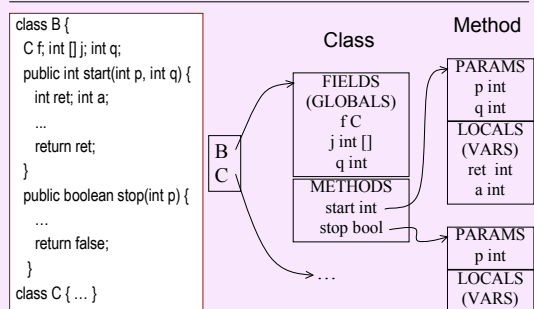 class B {
C f; int [] j; int q;
public int start(int p, int q) {
int ret; int a;
...
return ret;
}
public boolean stop(int p) {
...
return false;
}
class C { ... }
B
C
Class
FIELDS
(GLOBALS)
f C
j int []
q int
METHODS
start int
stop bool
...
Method
PARAMS
p int
q int
LOCALS
(VARS)
ret int
a int
PARAMS
p int
LOCALS
(VARS)